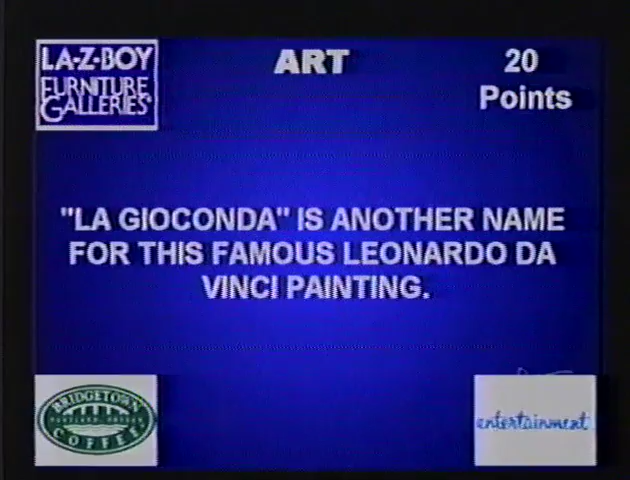 LA-Z-BOY
FURNITURE
GALLERIES®
ART
20
Points
"LA GIOCONDA" IS ANOTHER NAME
FOR THIS FAMOUS LEONARDO DA
VINCI PAINTING.
BRIDGETOWN
COFFEE
entertainment